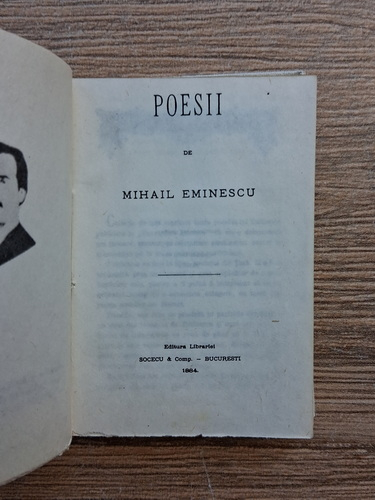 POESII
DE
MIHAIL EMINESCU
Editura Librariei
SOCECU & Comp. — BUCURESTI
1884.